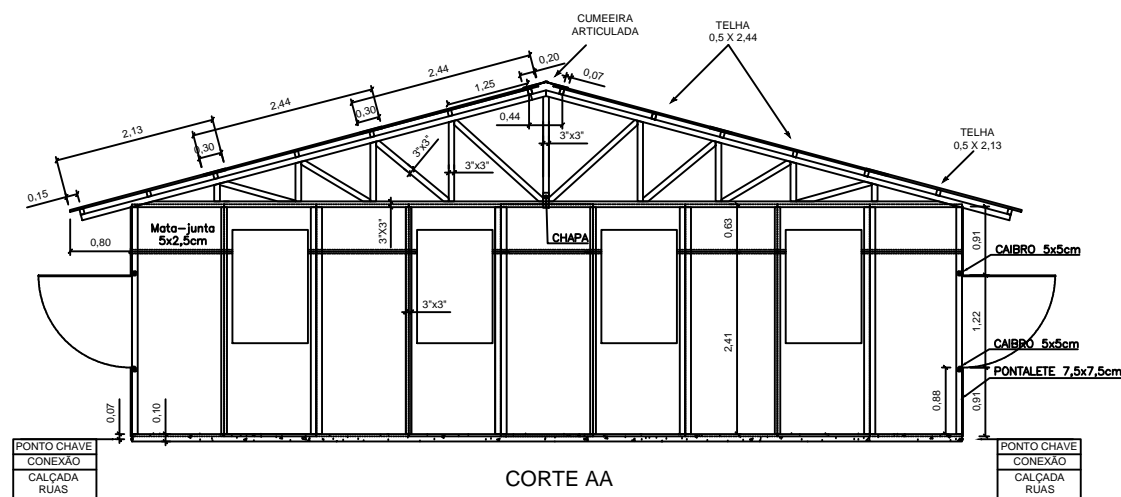 CUMEEIRA
ARTICULADA
TELHA
0,5 X 2,44
0,20
2,44
0,07
1,25
2,44
0,30
0,44
2,13
0,30
3"x3"
3"x3"
3"x3"
TELHA
0,5 X 2,13
0,15
Mata-junta
5x2,5cm
3"X3"
CHAPA
0,63
0,91
0,80
CAIBRO 5x5cm
3"x3"
1,22
2,41
CAIBRO 5x5cm
PONTALETE 7,5x7,5cm
0,88
0,91
0,07
0,10
PONTO CHAVE
CONEXÃO
CALÇADA
RUAS
CORTE AA
PONTO CHAVE
CONEXÃO
CALÇADA
RUAS